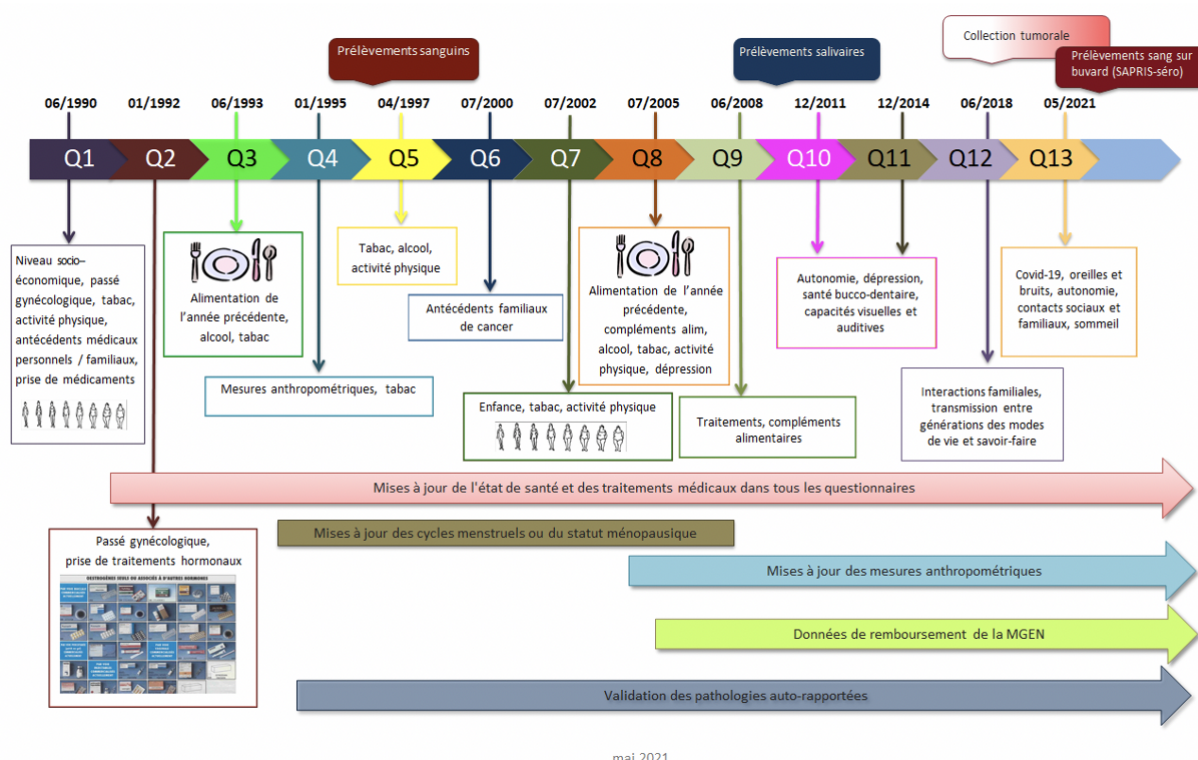 Prélèvements sanguins
Prélèvements salivaires
Collection tumorale
Prélèvements sang sur
buvard (SAPRIS-séro)
06/1990
01/1992
06/1993
01/1995
04/1997
07/2000
07/2002
07/2005
06/2008
12/2011
12/2014
06/2018
05/2021
Q1
Q2
Q3
Q4
Q5
Q6
Q7
Q8
Q9
Q10
Q11
Q12
Q13
Niveau socio–
économique, passé
gynécologique, tabac,
activité physique,
antécédents médicaux
personnels / familiaux,
prise de médicaments
Alimentation de
l'année précédente,
alcool, tabac
Mesures anthropométriques, tabac
Tabac, alcool,
activité physique
Antécédents familiaux
de cancer
Enfance, tabac, activité physique
Alimentation de l'année
précédente,
compléments alim,
alcool, tabac, activité
physique, dépression
Traitements, compléments
alimentaires
Autonomie, dépression,
santé bucco-dentaire,
capacités visuelles et
auditives
Interactions familiales,
transmission entre
générations des modes
de vie et savoir-faire
Covid-19, oreilles et
bruits, autonomie,
contacts sociaux et
familiaux, sommeil
Mises à jour de l'état de santé et des traitements médicaux dans tous les questionnaires
Mises à jour des cycles menstruels ou du statut ménopausique
Passé gynécologique,
prise de traitements hormonaux
OESTROGÈNES SEULS OU ASSOCIÉS À D'AUTRES HORMONES
Mises à jour des mesures anthropométriques
Données de remboursement de la MGEN
Validation des pathologies auto-rapportées
mai 2021